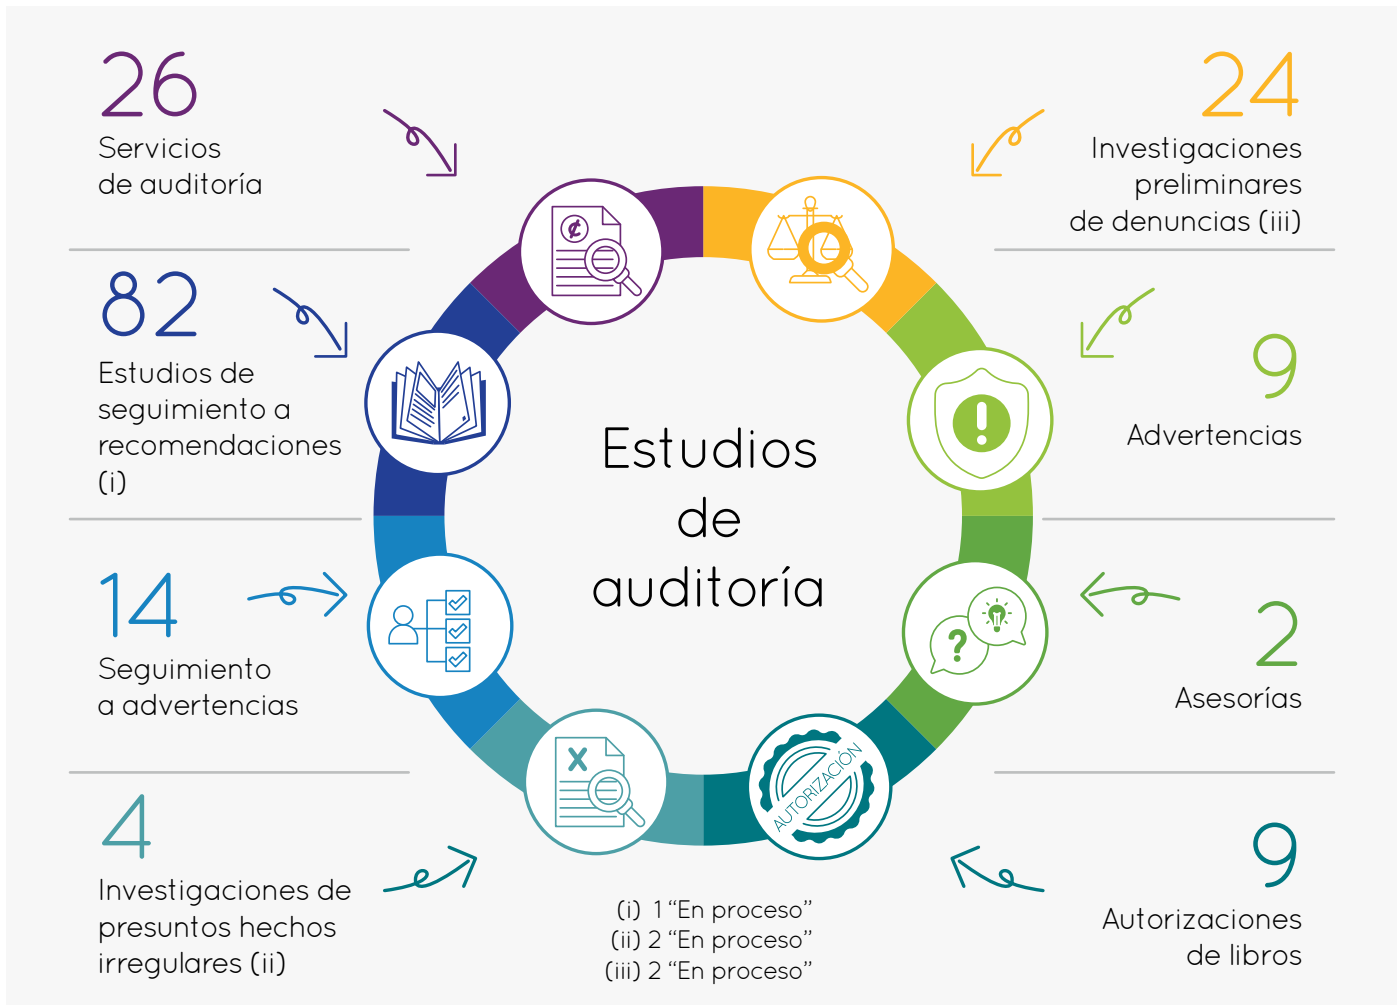 26
Servicios
de auditoría
82
Estudios de
seguimiento a
recomendaciones
(i)
14
Seguimiento
a advertencias
4
Investigaciones de
presuntos hechos
irregulares (ii)
¢
X
Estudios
de
auditoría
(i) 1 “En proceso”
(ii) 2 “En proceso”
(iii) 2 “En proceso”
24
Investigaciones
preliminares
de denuncias (iii)
!
9
Advertencias
?
2
Asesorías
AUTORIZACIÓN
9
Autorizaciones
de libros